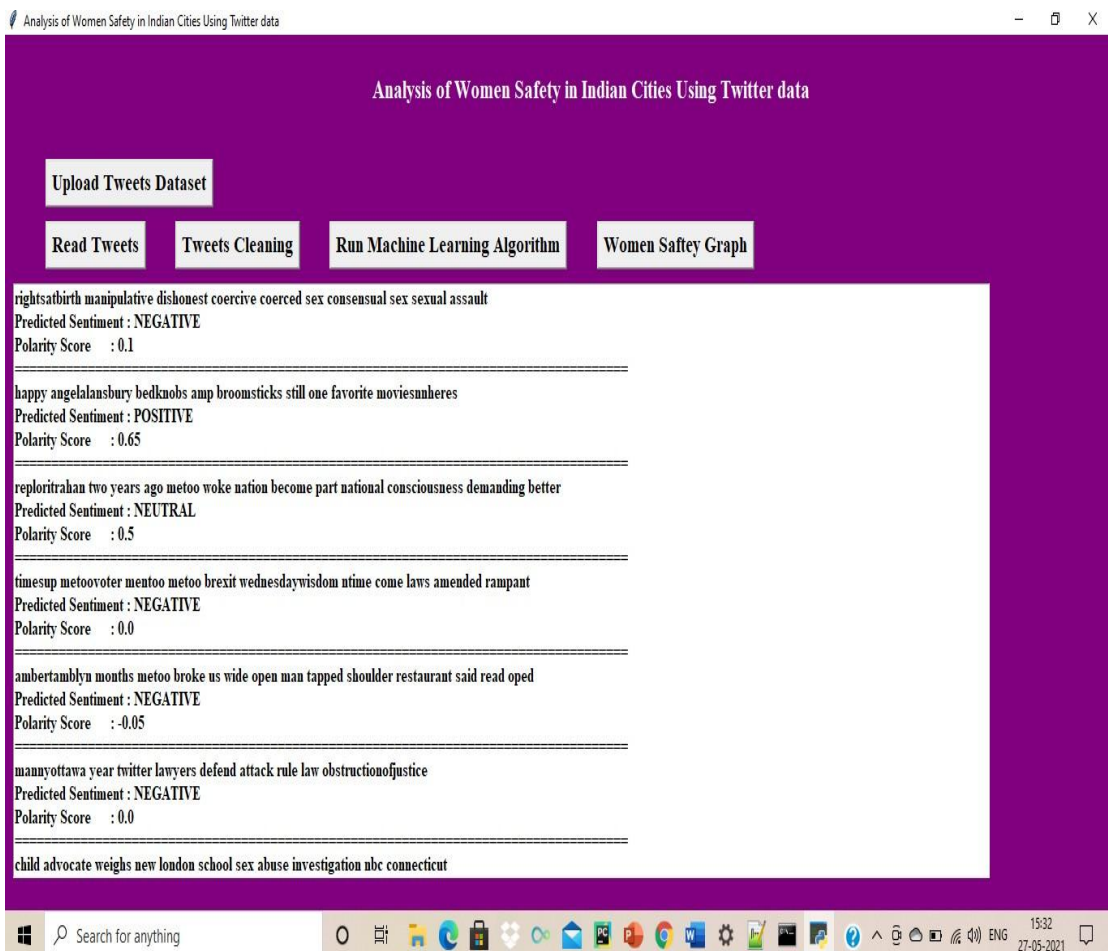 Analysis of Women Safety in Indian Cities Using Twitter data
Analysis of Women Safety in Indian Cities Using Twitter data
Upload Tweets Dataset
Read Tweets Tweets Cleaning Run Machine Learning Algorithm Women Saftey Graph
rightsatbirth manipulative dishonest coercive coerced sex consensual sex sexual assault
Predicted Sentiment : NEGATIVE
Polarity Score : 0.1
happy angelalansbury bedknobs amp broomsticks still one favorite moviesnnheres
Predicted Sentiment : POSITIVE
Polarity Score : 0.65
reploritrahan two years ago metoo woke nation become part national consciousness demanding better
Predicted Sentiment : NEUTRAL
Polarity Score : 0.5
timesup metoovoter mentoo metoo brexit wednesdaywisdom ntime come laws amended rampant
Predicted Sentiment : NEGATIVE
Polarity Score : 0.0
ambertamblyn months metoo broke us wide open man tapped shoulder restaurant said read oped
Predicted Sentiment : NEGATIVE
Polarity Score : -0.05
mannyottawa year twitter lawyers defend attack rule law obstructionofjustice
Predicted Sentiment : NEGATIVE
Polarity Score : 0.0
child advocate weighs new london school sex abuse investigation nbc connecticut
Search for anything
ENG
15:32
27-05-2021